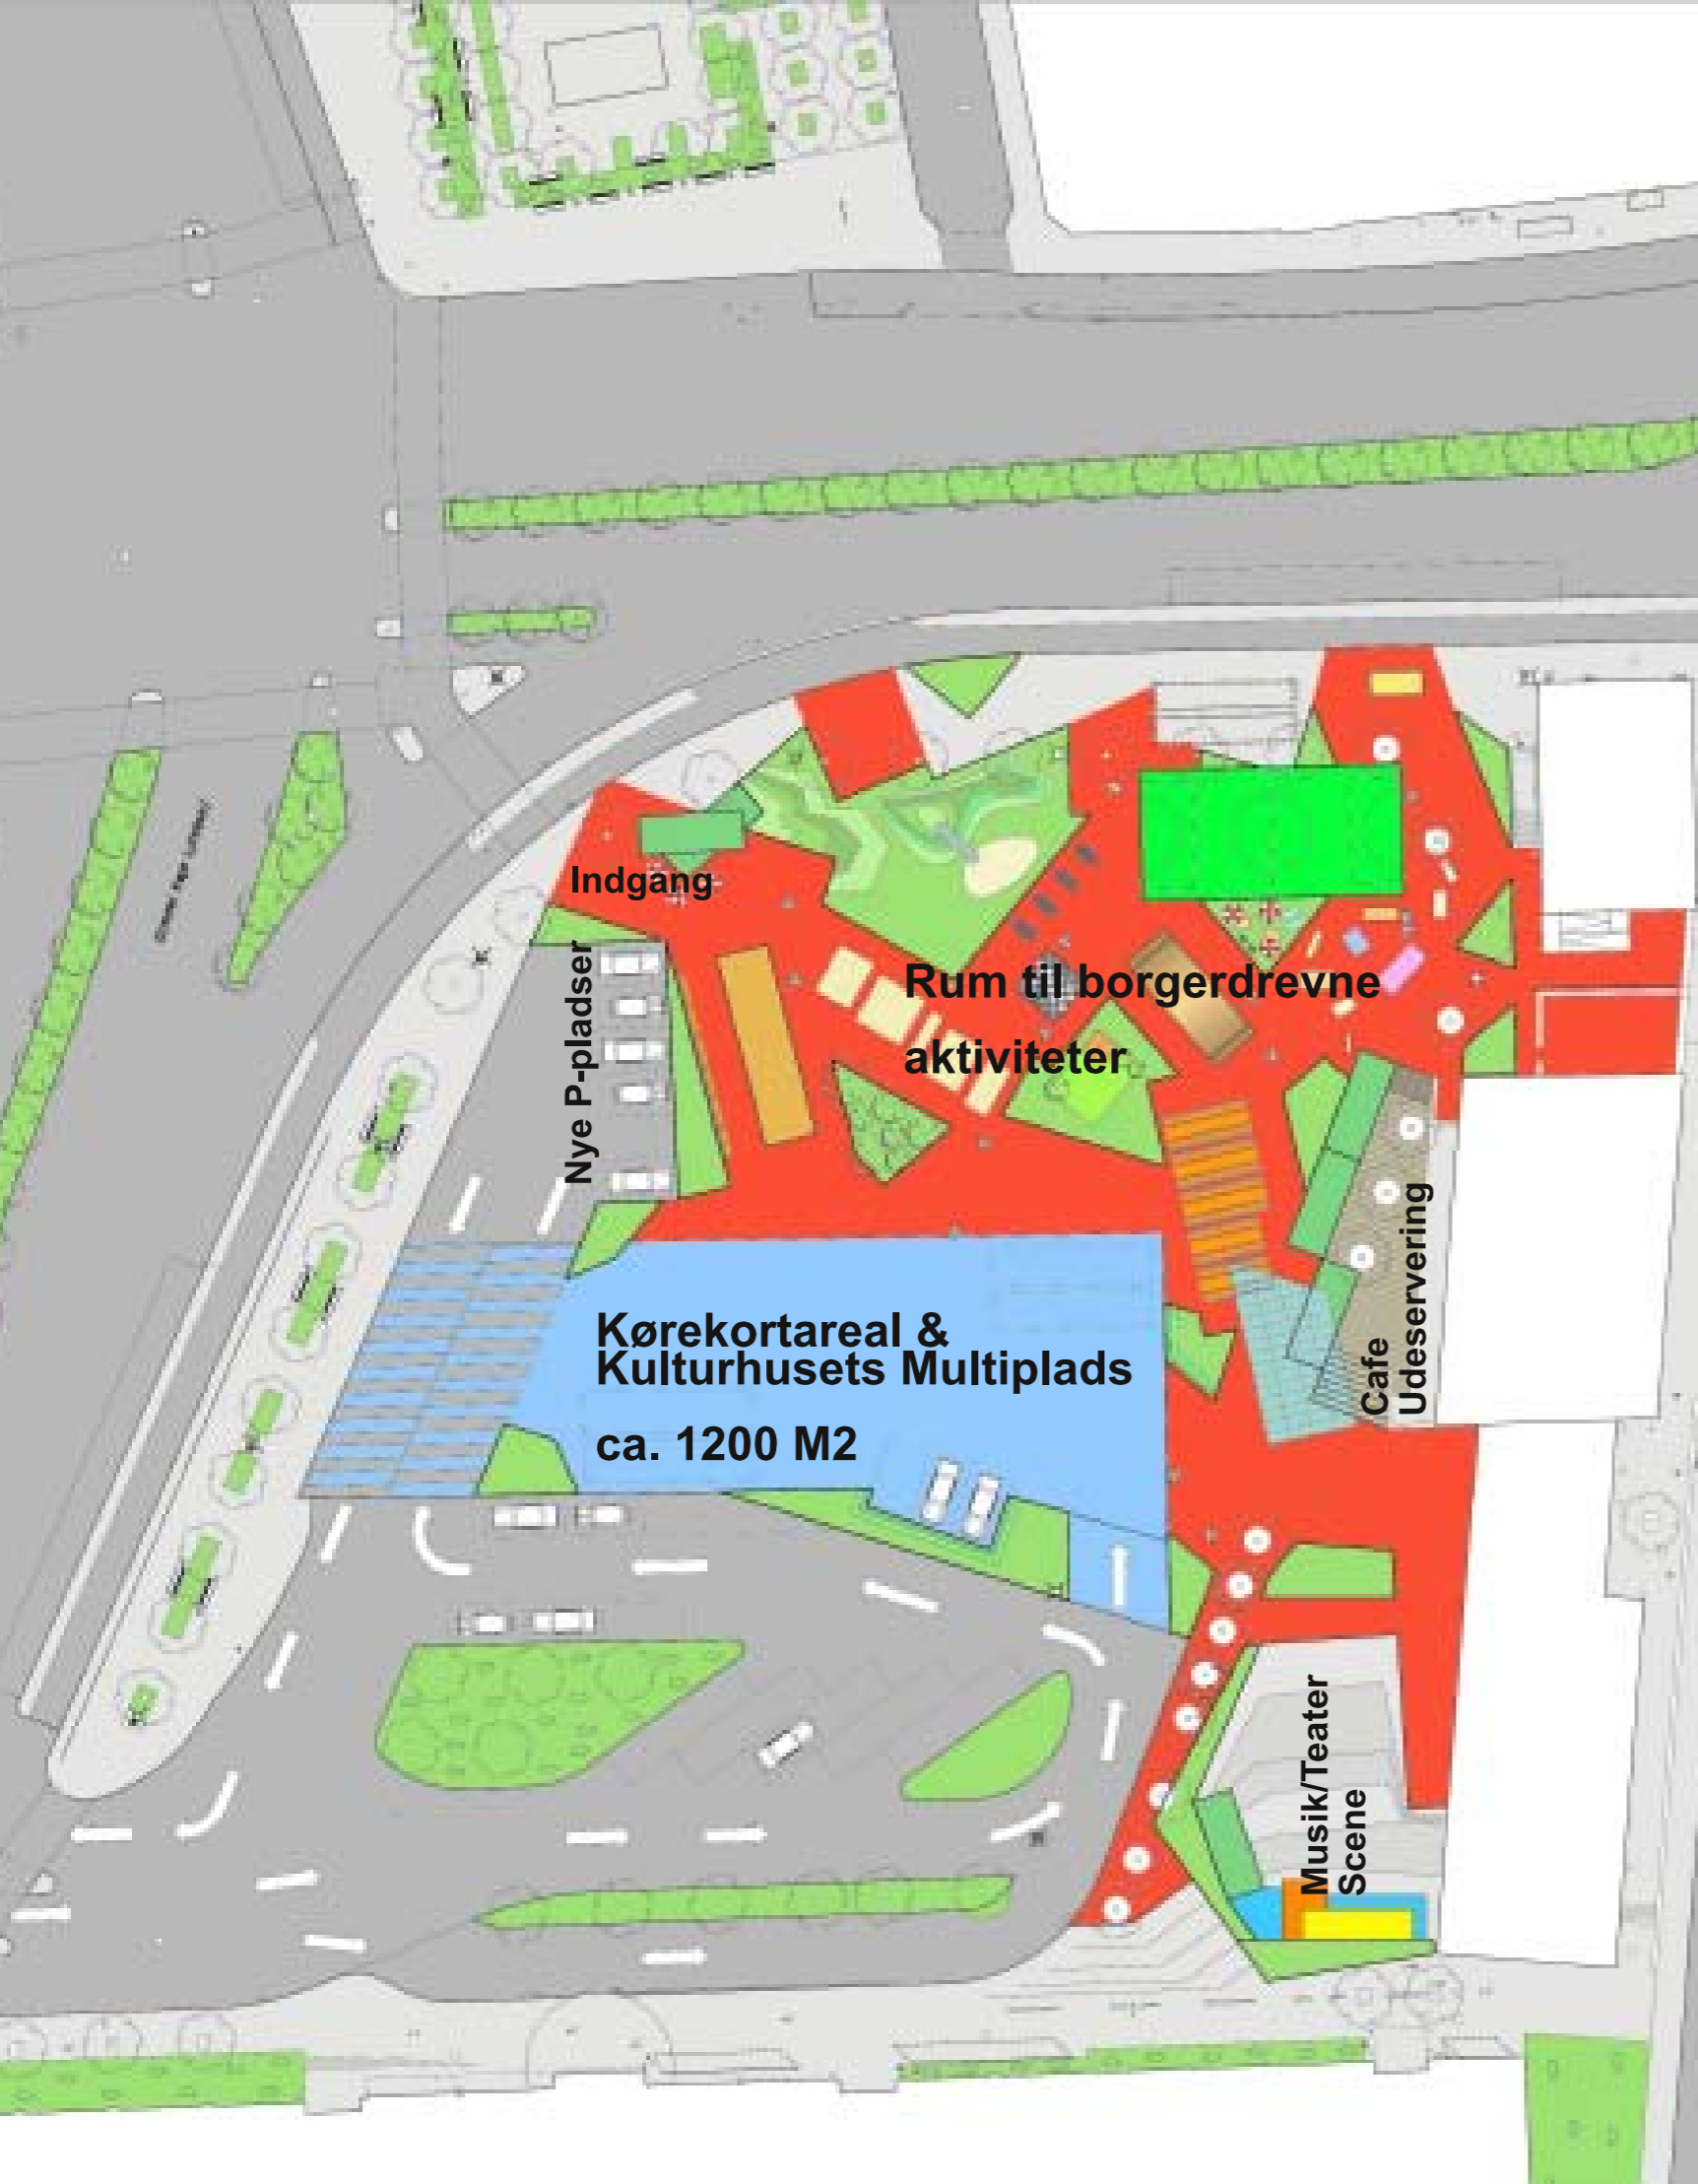 Indgang
Nye P-pladser
Rum til borgerdrevne
aktiviteter
Kørekortareal &
Kulturhusets Multiplads
ca. 1200 M2
Cafe
Udeservering
Musik/Teater
Scene